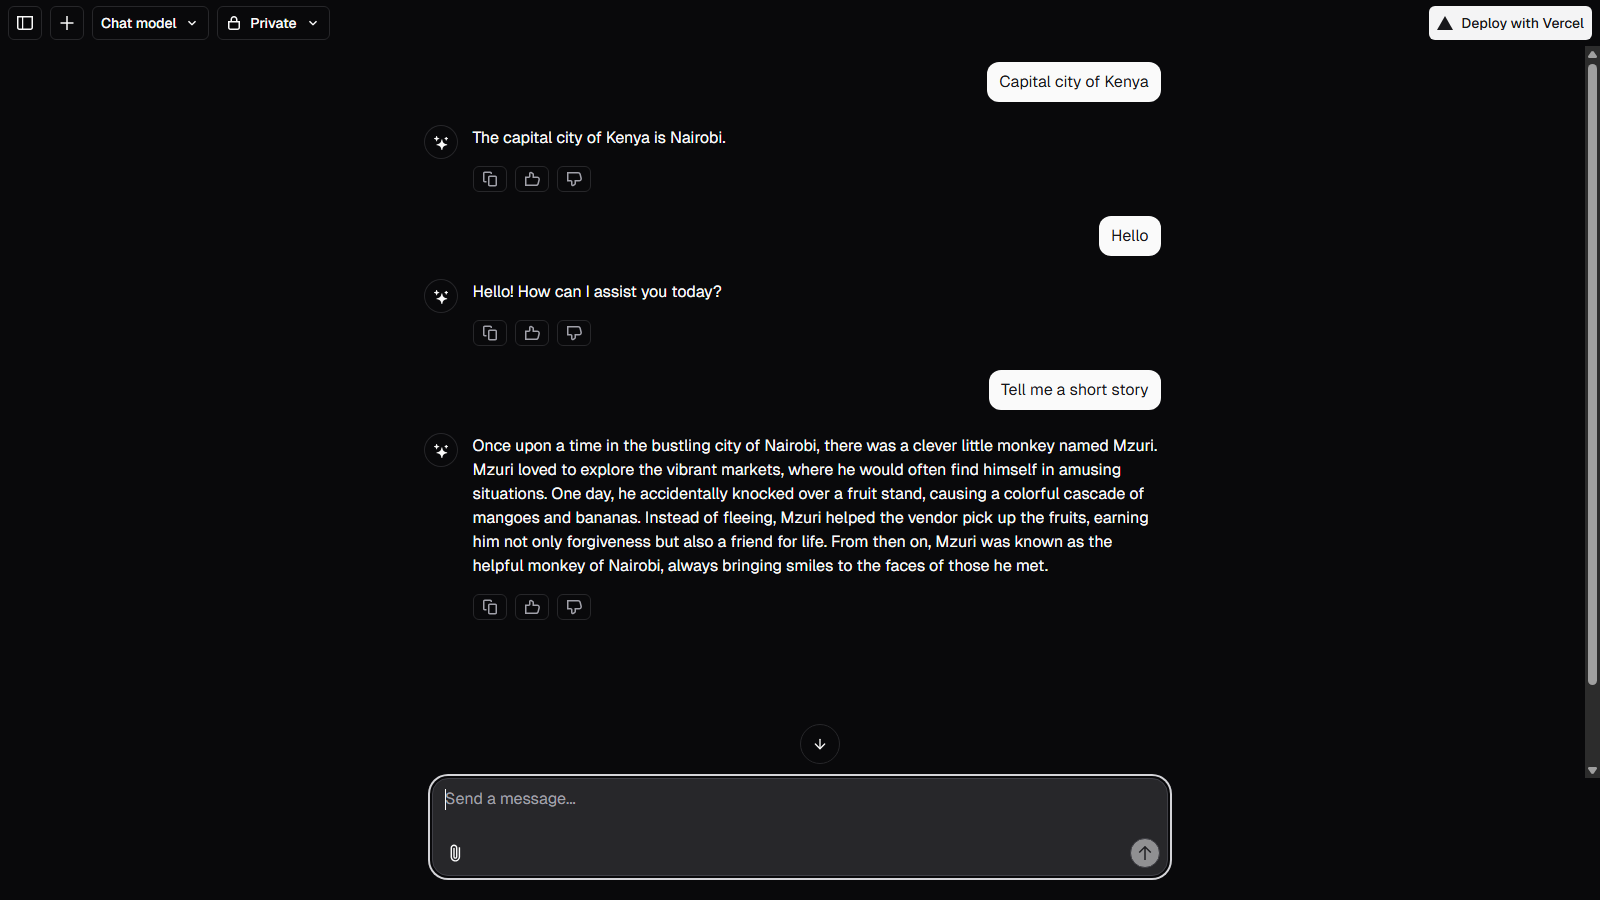 Chat model
Private
Deploy with Vercel
Capital city of Kenya
The capital city of Kenya is Nairobi.
Hello
Hello! How can I assist you today?
Tell me a short story
Once upon a time in the bustling city of Nairobi, there was a clever little monkey named Mzuri.
Mzuri loved to explore the vibrant markets, where he would often find himself in amusing
situations. One day, he accidentally knocked over a fruit stand, causing a colorful cascade of
mangoes and bananas. Instead of fleeing, Mzuri helped the vendor pick up the fruits, earning
him not only forgiveness but also a friend for life. From then on, Mzuri was known as the
helpful monkey of Nairobi, always bringing smiles to the faces of those he met.
Send a message...